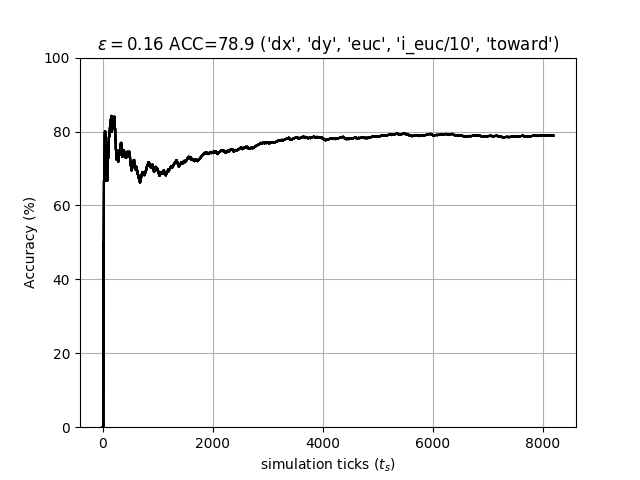 ε = 0.16 ACC=78.9 ('dx', 'dy', 'euc', 'i_euc/10', 'toward')
100
80
60
40
20
0
Accuracy (%)
0 2000 4000 6000 8000
simulation ticks (tₛ)